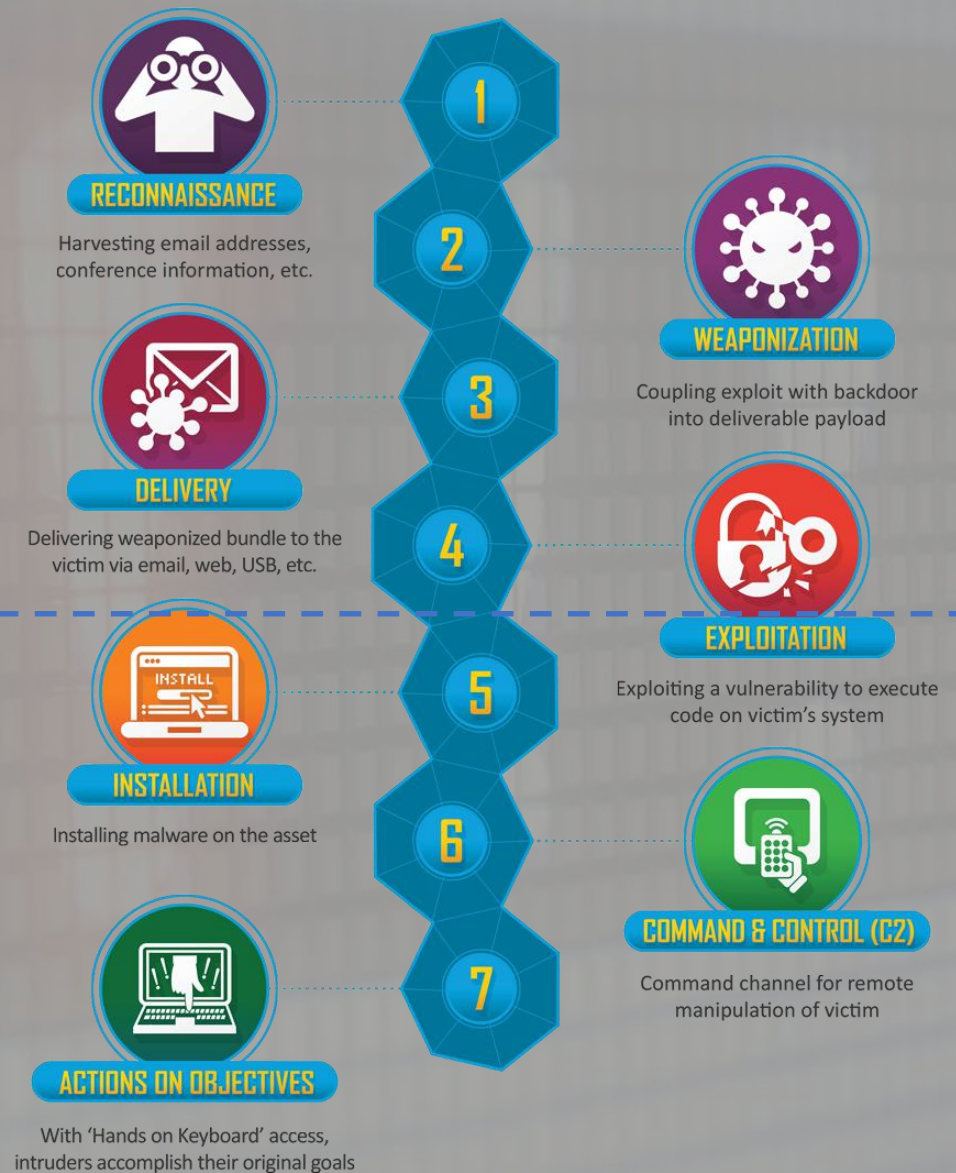 1
RECONNAISSANCE
Harvesting email addresses,
conference information, etc.
2
WEAPONIZATION
Coupling exploit with backdoor
into deliverable payload
3
DELIVERY
Delivering weaponized bundle to the
victim via email, web, USB, etc.
4
EXPLOITATION
Exploiting a vulnerability to execute
code on victim’s system
5
INSTALL
INSTALLATION
Installing malware on the asset
6
COMMAND & CONTROL (C2)
Command channel for remote
manipulation of victim
7
ACTIONS ON OBJECTIVES
With ‘Hands on Keyboard’ access,
intruders accomplish their original goals